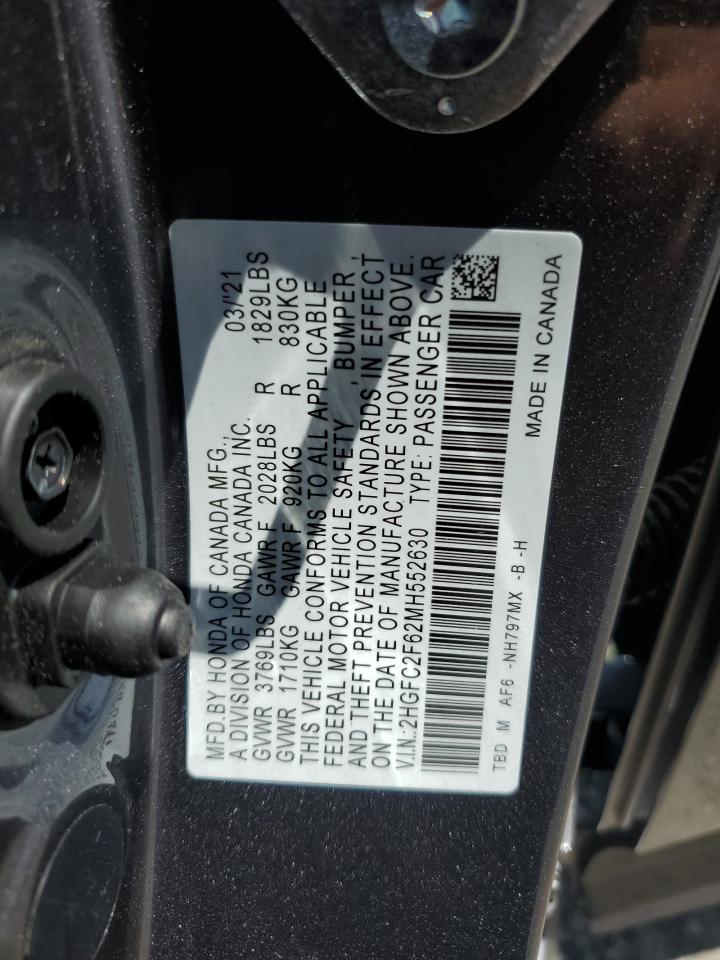 MFD.BY HONDA OF CANADA MFG., 03/'21
A DIVISION OF HONDA CANADA INC.
GVWR 3769LBS GAWR F 2028LBS R 1829LBS
GVWR 1710KG GAWR F 920KG R 830KG
THIS VEHICLE CONFORMS TO ALL APPLICABLE
FEDERAL MOTOR VEHICLE SAFETY , BUMPER ,
AND THEFT PREVENTION STANDARDS, IN EFFECT
ON THE DATE OF MANUFACTURE SHOWN ABOVE.
V.I.N.:2HGFC2F62MH552630 TYPE: PASSENGER CAR
TBD M AF6 -NH797MX -B -H
MADE IN CANADA